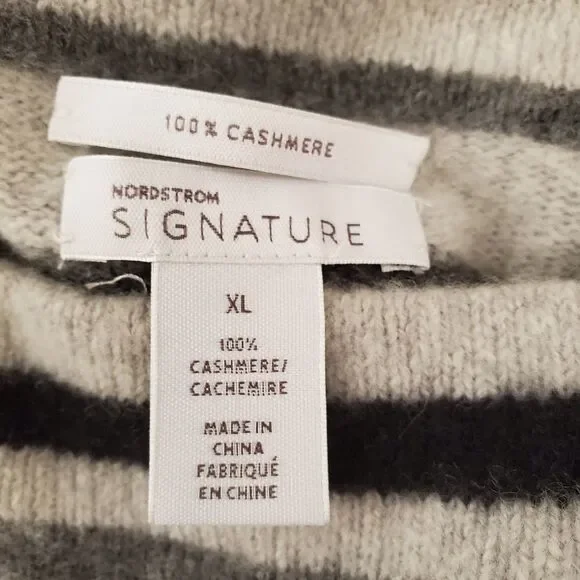 100% CASHMERE
NORDSTROM
SIGNATURE
XL
100%
CASHMERE/
CACHEMIRE
MADE IN
CHINA
FABRIQUÉ
EN CHINE